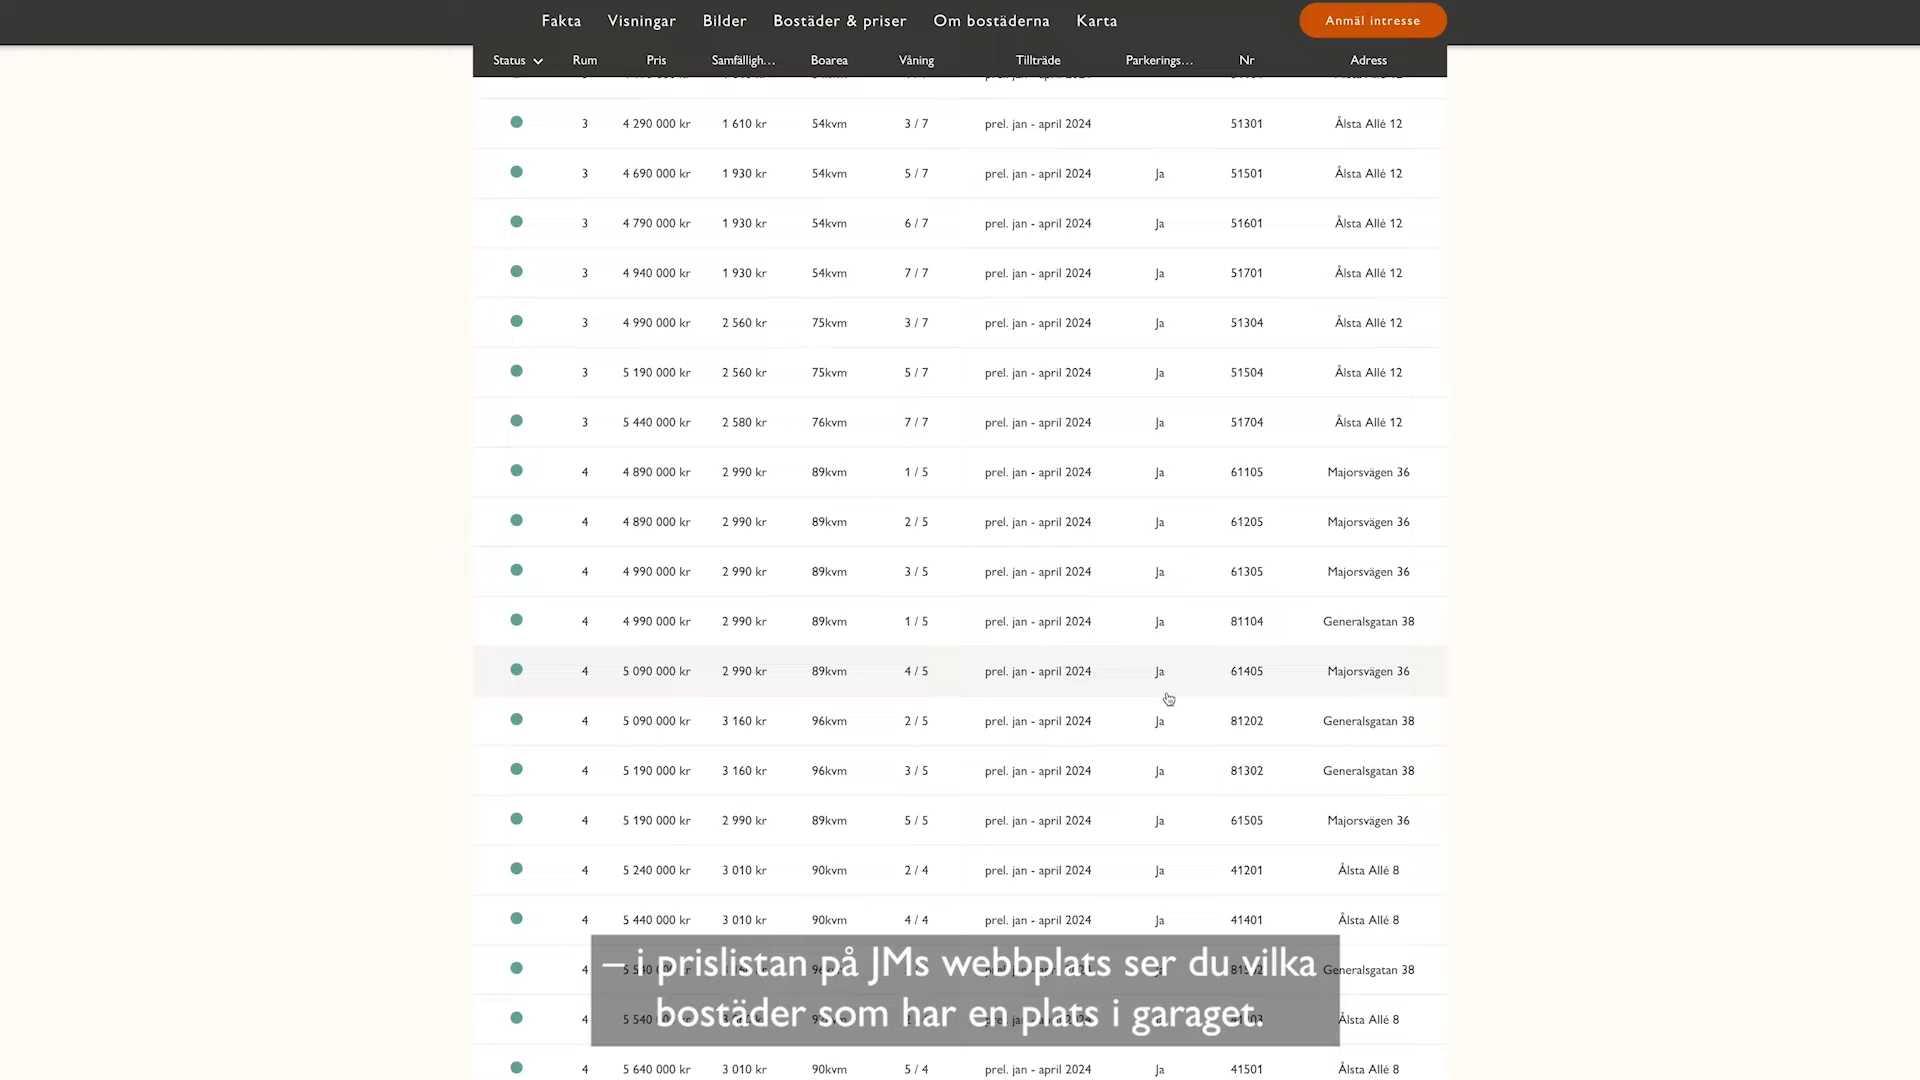 Fakta Visningar Bilder Bostäder & priser Om bostäderna Karta Anmäl intresse
Status Rum Pris Samfälligh... Boarea Våning Tillträde Parkerings... Nr Adress
3 4 290 000 kr 1 610 kr 54kvm 3 / 7 prel. jan - april 2024 51301 Ålsta Allé 12
3 4 690 000 kr 1 930 kr 54kvm 5 / 7 prel. jan - april 2024 Ja 51501 Ålsta Allé 12
3 4 790 000 kr 1 930 kr 54kvm 6 / 7 prel. jan - april 2024 Ja 51601 Ålsta Allé 12
3 4 940 000 kr 1 930 kr 54kvm 7 / 7 prel. jan - april 2024 Ja 51701 Ålsta Allé 12
3 4 990 000 kr 2 560 kr 75kvm 3 / 7 prel. jan - april 2024 Ja 51304 Ålsta Allé 12
3 5 190 000 kr 2 560 kr 75kvm 5 / 7 prel. jan - april 2024 Ja 51504 Ålsta Allé 12
3 5 440 000 kr 2 580 kr 76kvm 7 / 7 prel. jan - april 2024 Ja 51704 Ålsta Allé 12
4 4 890 000 kr 2 990 kr 89kvm 1 / 5 prel. jan - april 2024 Ja 61105 Majorsvägen 36
4 4 890 000 kr 2 990 kr 89kvm 2 / 5 prel. jan - april 2024 Ja 61205 Majorsvägen 36
4 4 990 000 kr 2 990 kr 89kvm 3 / 5 prel. jan - april 2024 Ja 61305 Majorsvägen 36
4 4 990 000 kr 2 990 kr 89kvm 1 / 5 prel. jan - april 2024 Ja 81104 Generalsgatan 38
4 5 090 000 kr 2 990 kr 89kvm 4 / 5 prel. jan - april 2024 Ja 61405 Majorsvägen 36
4 5 090 000 kr 3 160 kr 96kvm 2 / 5 prel. jan - april 2024 Ja 81202 Generalsgatan 38
4 5 190 000 kr 3 160 kr 96kvm 3 / 5 prel. jan - april 2024 Ja 81302 Generalsgatan 38
4 5 190 000 kr 2 990 kr 89kvm 5 / 5 prel. jan - april 2024 Ja 61505 Majorsvägen 36
4 5 240 000 kr 3 010 kr 90kvm 2 / 4 prel. jan - april 2024 Ja 41201 Ålsta Allé 8
4 5 440 000 kr 3 010 kr 90kvm 4 / 4 prel. jan - april 2024 Ja 41401 Ålsta Allé 8
4 Generalsgatan 38
– i prislistan på JMs webbplats ser du vilka
bostäder som har en plats i garaget.
4 Ålsta Allé 8
4 5 640 000 kr 3 010 kr 90kvm 5 / 4 prel. jan - april 2024 Ja 41501 Ålsta Allé 8